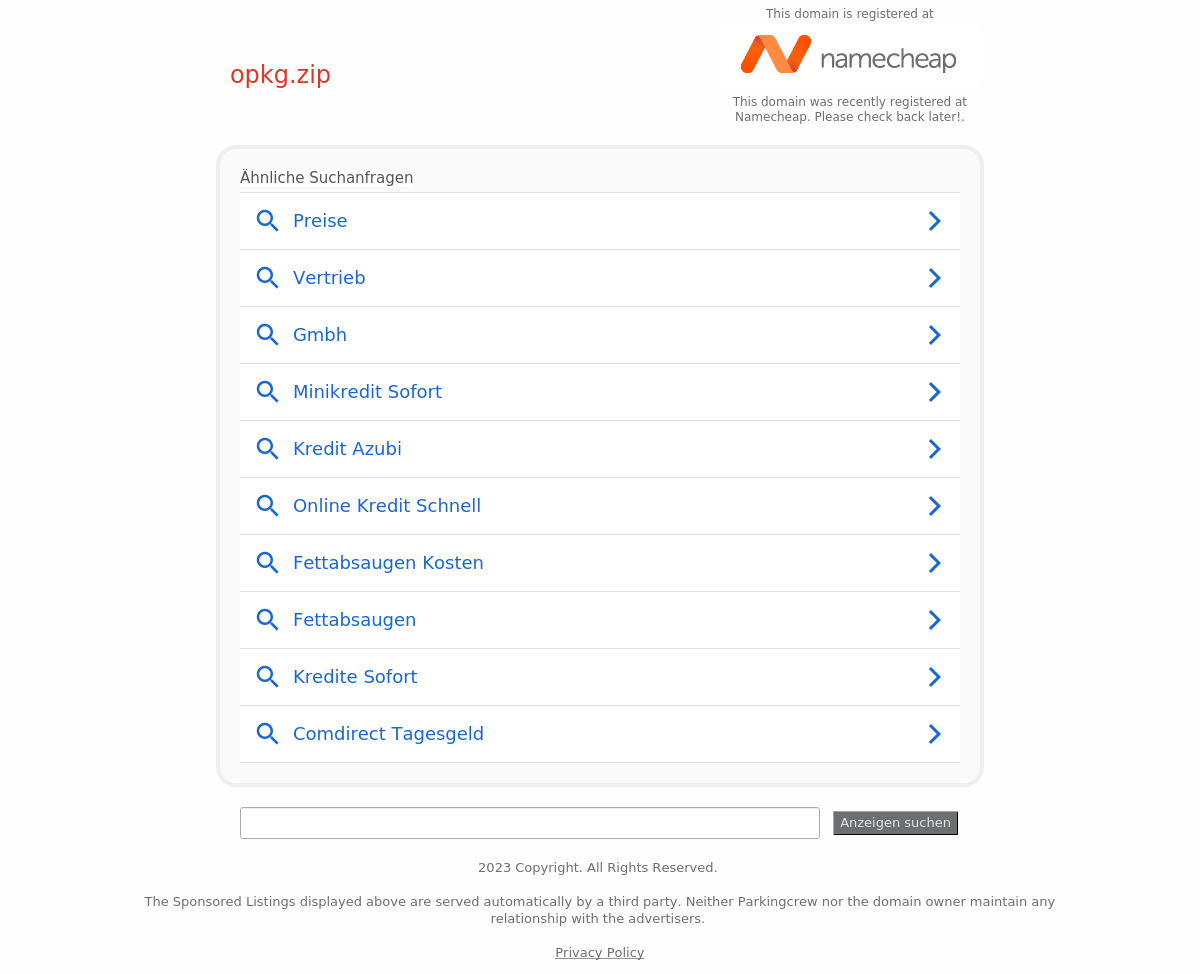 This domain is registered at
namecheap
opkg.zip
This domain was recently registered at
Namecheap. Please check back later!.
Ähnliche Suchanfragen
Preise
Vertrieb
Gmbh
Minikredit Sofort
Kredit Azubi
Online Kredit Schnell
Fettabsaugen Kosten
Fettabsaugen
Kredite Sofort
Comdirect Tagesgeld
Anzeigen suchen
2023 Copyright. All Rights Reserved.
The Sponsored Listings displayed above are served automatically by a third party. Neither Parkingcrew nor the domain owner maintain any
relationship with the advertisers.
Privacy Policy